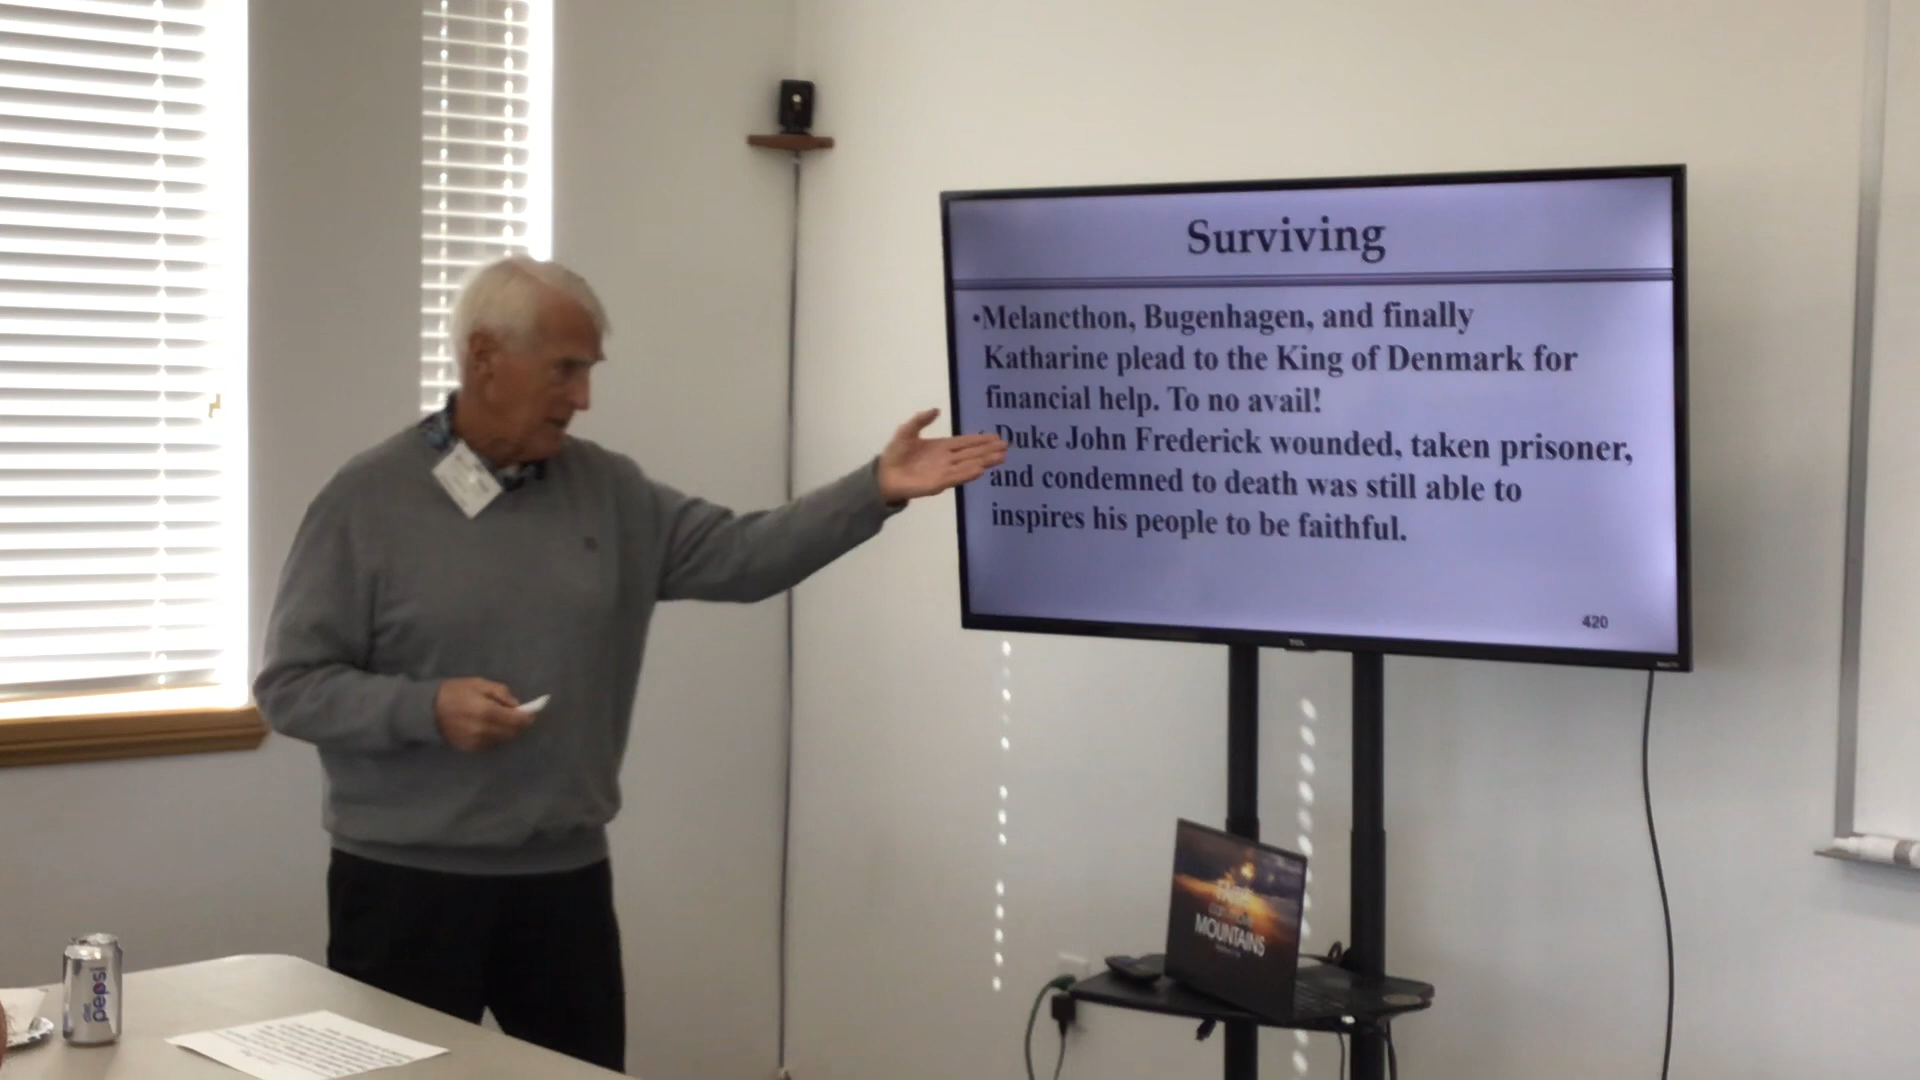 Surviving
•Melancthon, Bugenhagen, and finally
Katharine plead to the King of Denmark for
financial help. To no avail!
Duke John Frederick wounded, taken prisoner,
and condemned to death was still able to
inspires his people to be faithful.
420
TCL
MOUNTAINS
diet pepsi